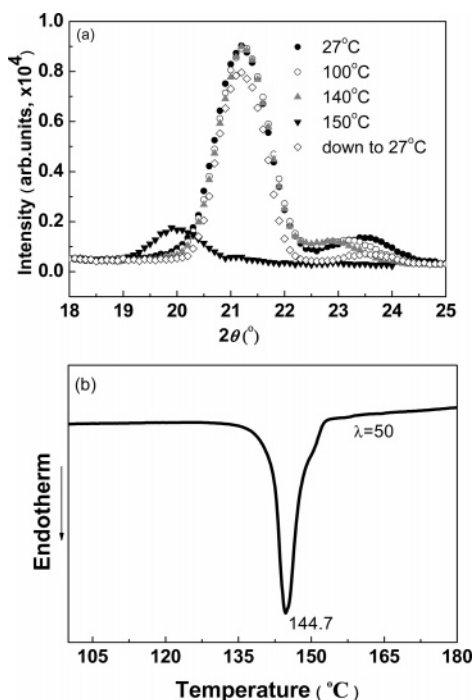 (a)
27°C
100°C
140°C
150°C
down to 27°C
Intensity (arb.units, x10⁴)
1.0
0.8
0.6
0.4
0.2
0.0
18 19 20 21 22 23 24 25
2θ (°)
(b)
λ=50
Endotherm
144.7
105 120 135 150 165 180
Temperature (°C)